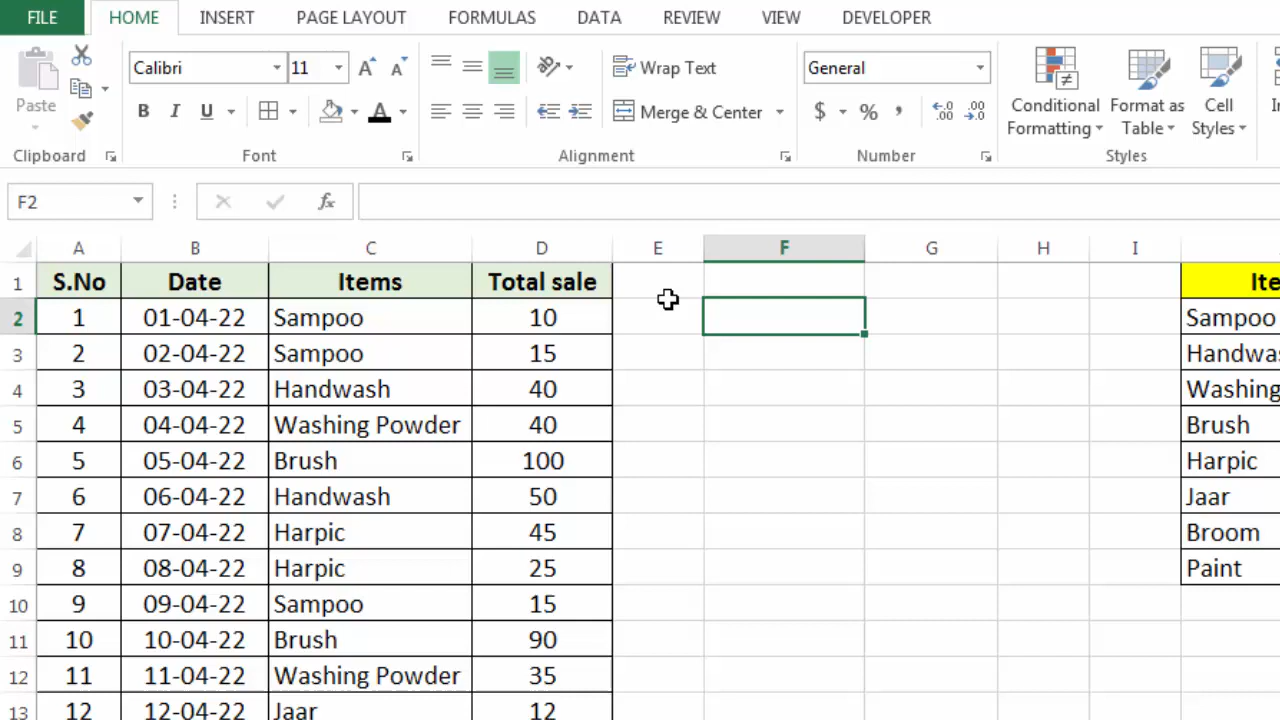 FILE HOME INSERT PAGE LAYOUT FORMULAS DATA REVIEW VIEW DEVELOPER
Calibri 11 Wrap Text General
Paste B I U Merge & Center $ % , Conditional Formatting Format as Table Cell Styles
Clipboard Font Alignment Number Styles
F2 fx
A B C D E F G H I
1 S.No Date Items Total sale
2 1 01-04-22 Sampoo 10 Sampoo
3 2 02-04-22 Sampoo 15
4 3 03-04-22 Handwash 40 Washing
5 4 04-04-22 Washing Powder 40 Brush
6 5 05-04-22 Brush 100 Harpic
7 6 06-04-22 Handwash 50 Jaar
8 7 07-04-22 Harpic 45 Broom
9 8 08-04-22 Harpic 25 Paint
10 9 09-04-22 Sampoo 15
11 10 10-04-22 Brush 90
12 11 11-04-22 Washing Powder 35
13 12 12-04-22 Jaar 12